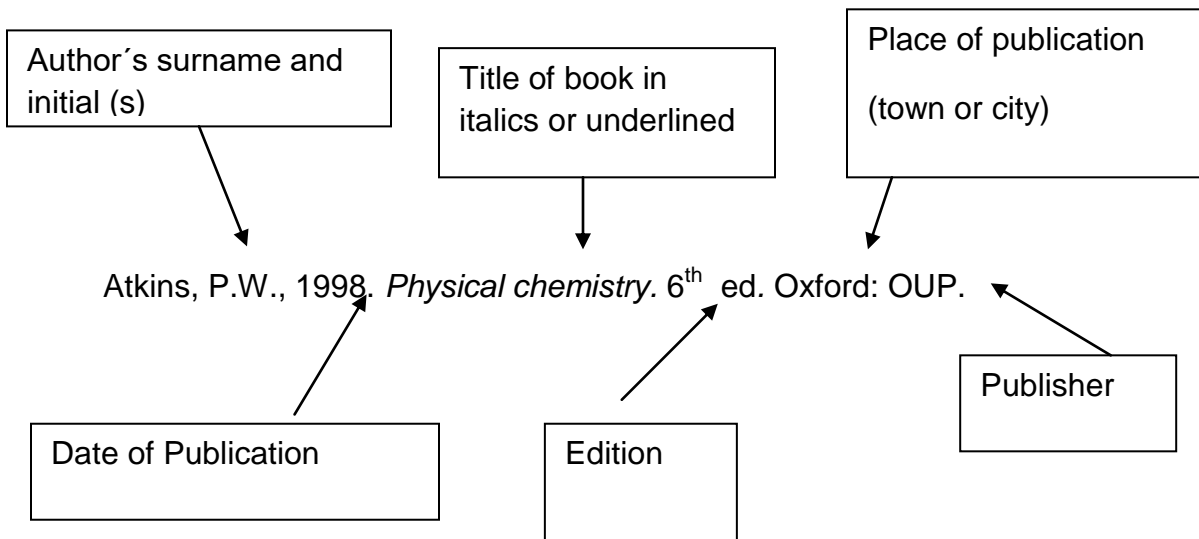 Author´s surname and
initial (s)
Title of book in
italics or underlined
Place of publication
(town or city)
Atkins, P.W., 1998. Physical chemistry. 6th ed. Oxford: OUP.
Date of Publication
Edition
Publisher